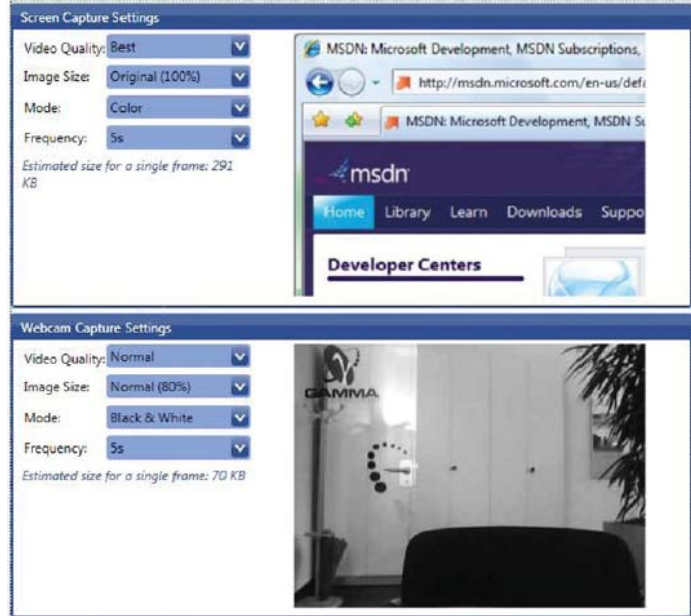 Screen Capture Settings
Video Quality: Best
Image Size: Original (100%)
Mode: Color
Frequency: 5s
Estimated size for a single frame: 291
KB
MSDN: Microsoft Development, MSDN Subscriptions,
http://msdn.microsoft.com/en-us/defa
MSDN: Microsoft Development, MSDN Su
msdn
Home Library Learn Downloads Suppo
Developer Centers
Webcam Capture Settings
Video Quality: Normal
Image Size: Normal (80%)
Mode: Black & White
Frequency: 5s
Estimated size for a single frame: 70 KB
GAMMA